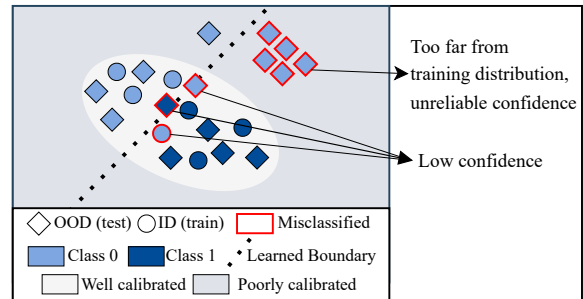 Too far from
training distribution,
unreliable confidence
Low confidence
OOD (test) ID (train) Misclassified
Class 0 Class 1 Learned Boundary
Well calibrated Poorly calibrated